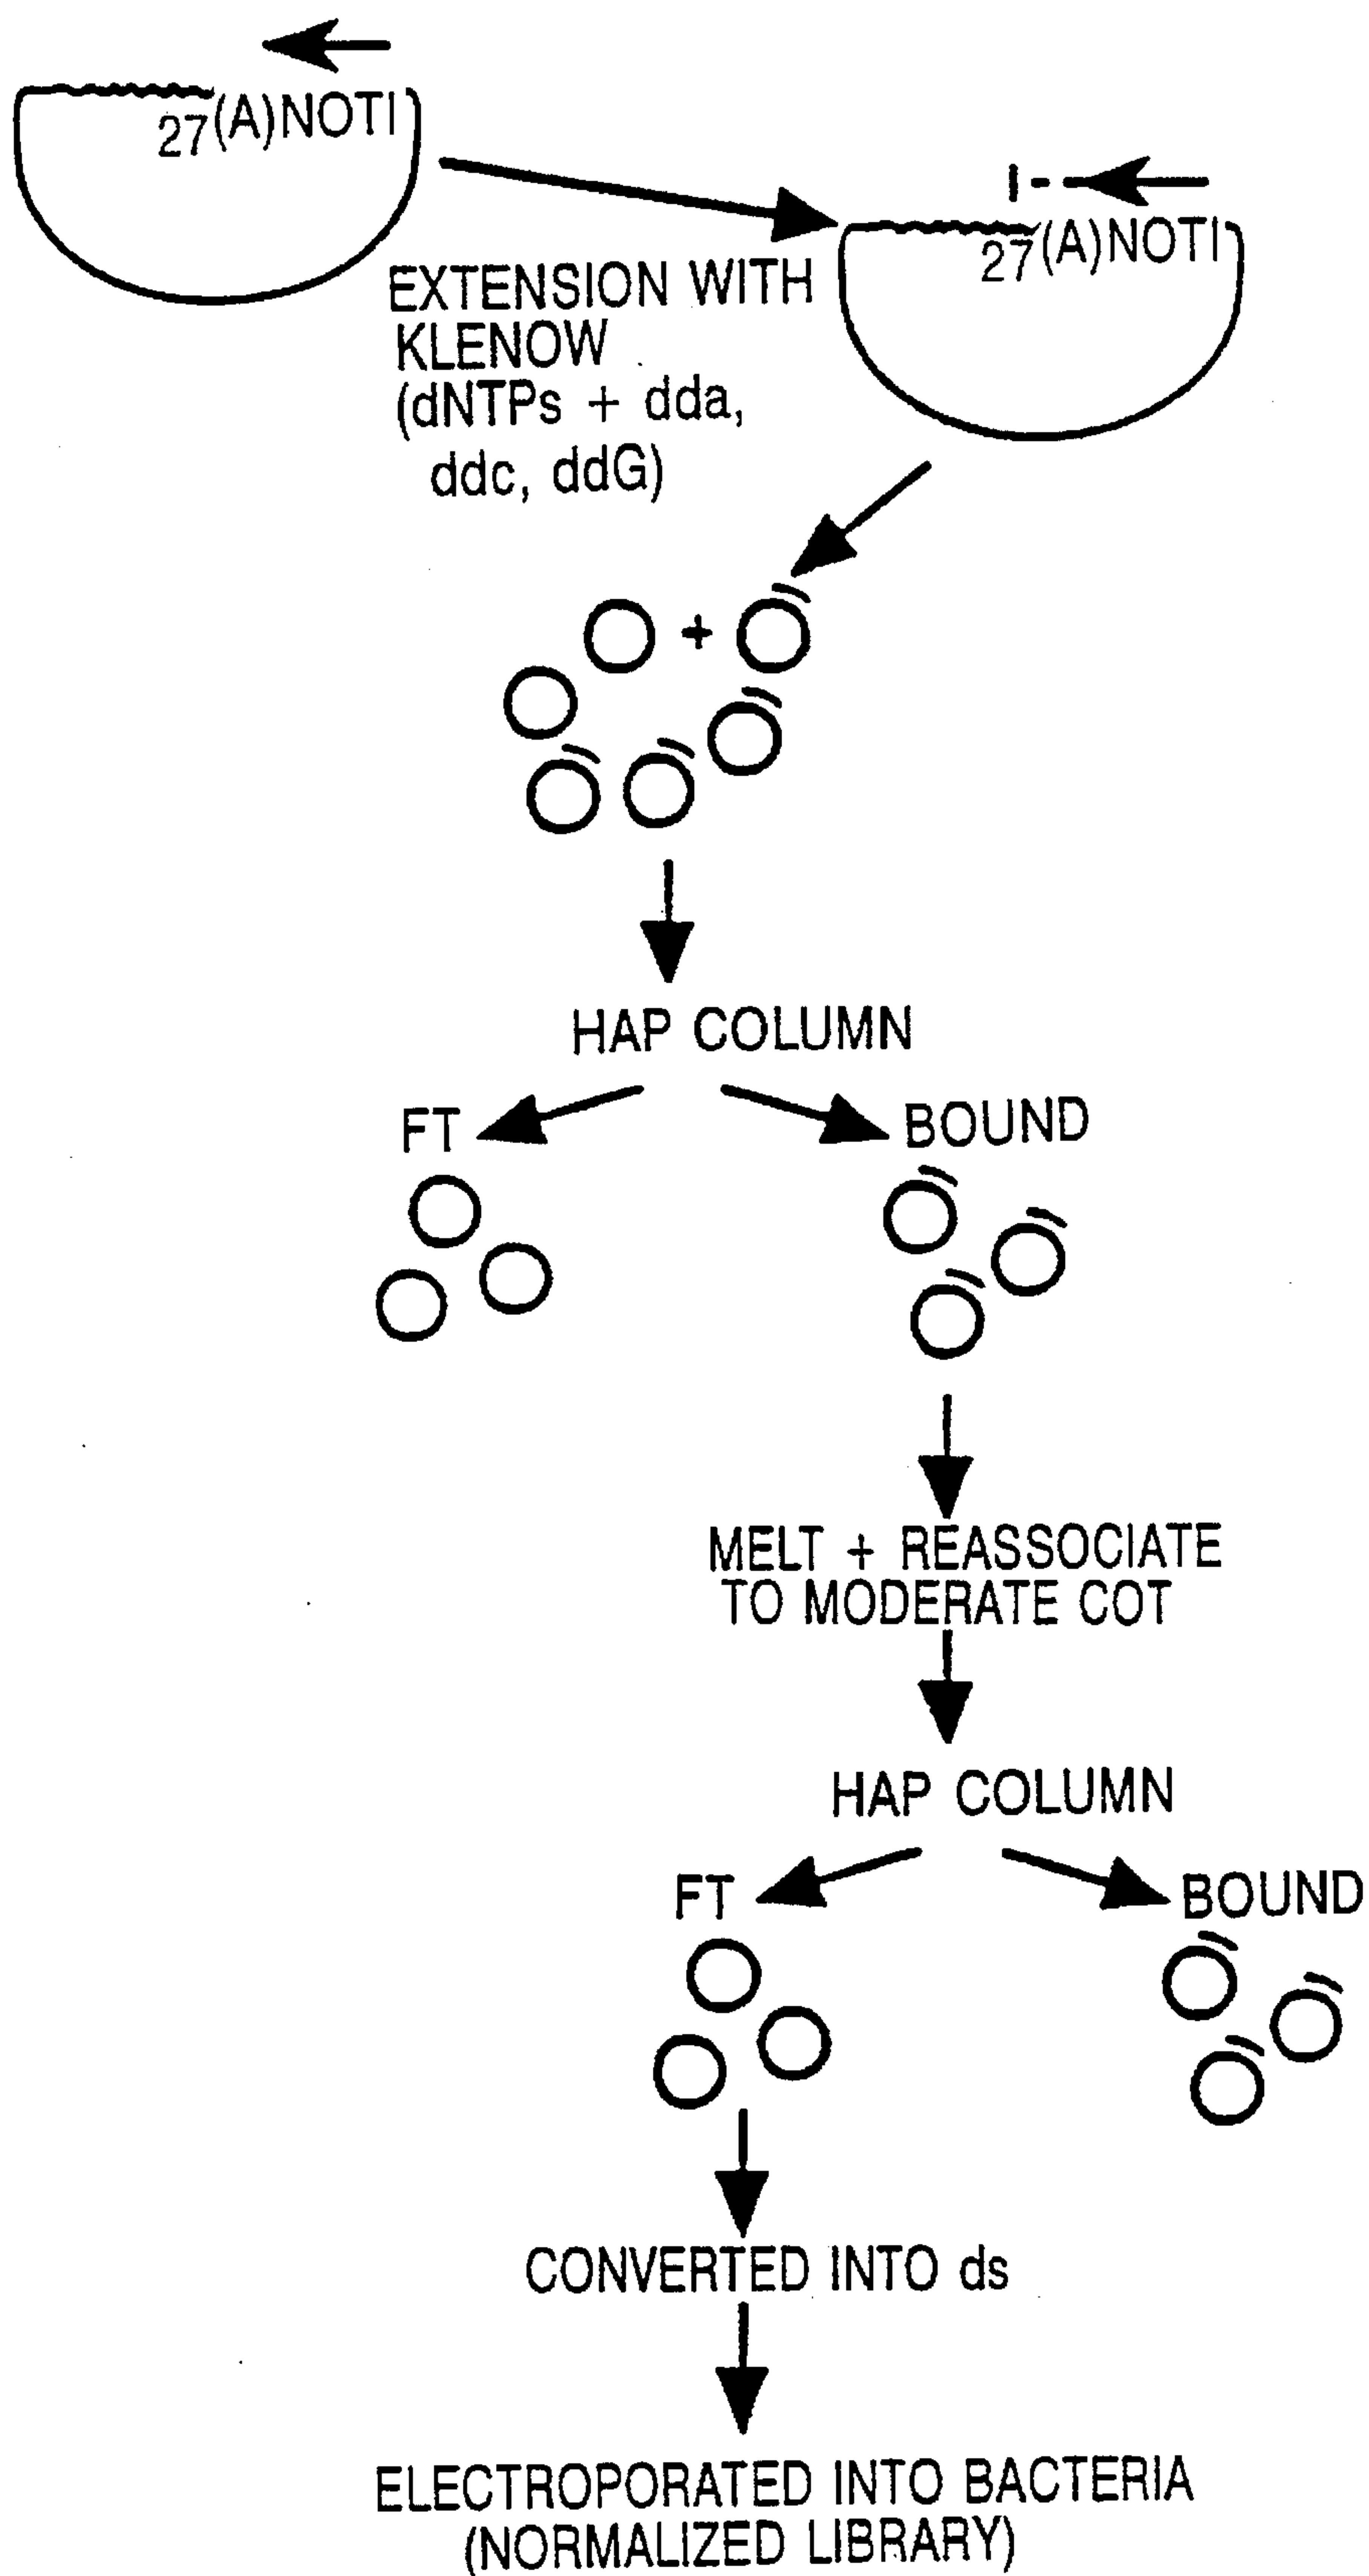 27(A)NOTI
27(A)NOTI
EXTENSION WITH
KLENOW
(dNTPs + dda,
ddc, ddG)
+
HAP COLUMN
FT
BOUND
MELT + REASSOCIATE
TO MODERATE COT
HAP COLUMN
FT
BOUND
CONVERTED INTO ds
ELECTROPORATED INTO BACTERIA
(NORMALIZED LIBRARY)